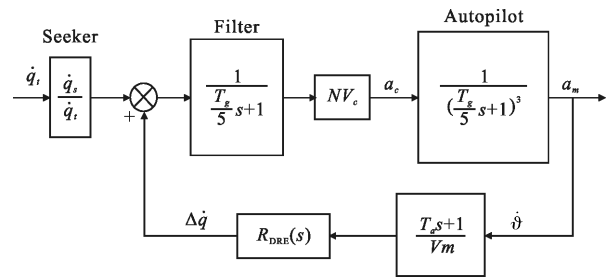 Seeker
Filter
Autopilot
q̇_t
q̇_s / q̇_t
+
1 / (T_g/5 s+1)
NV_c
a_c
1 / (T_g/5 s+1)^3
a_m
Δq̇
R_DRE(s)
T_a s+1 / Vm
ϑ̇